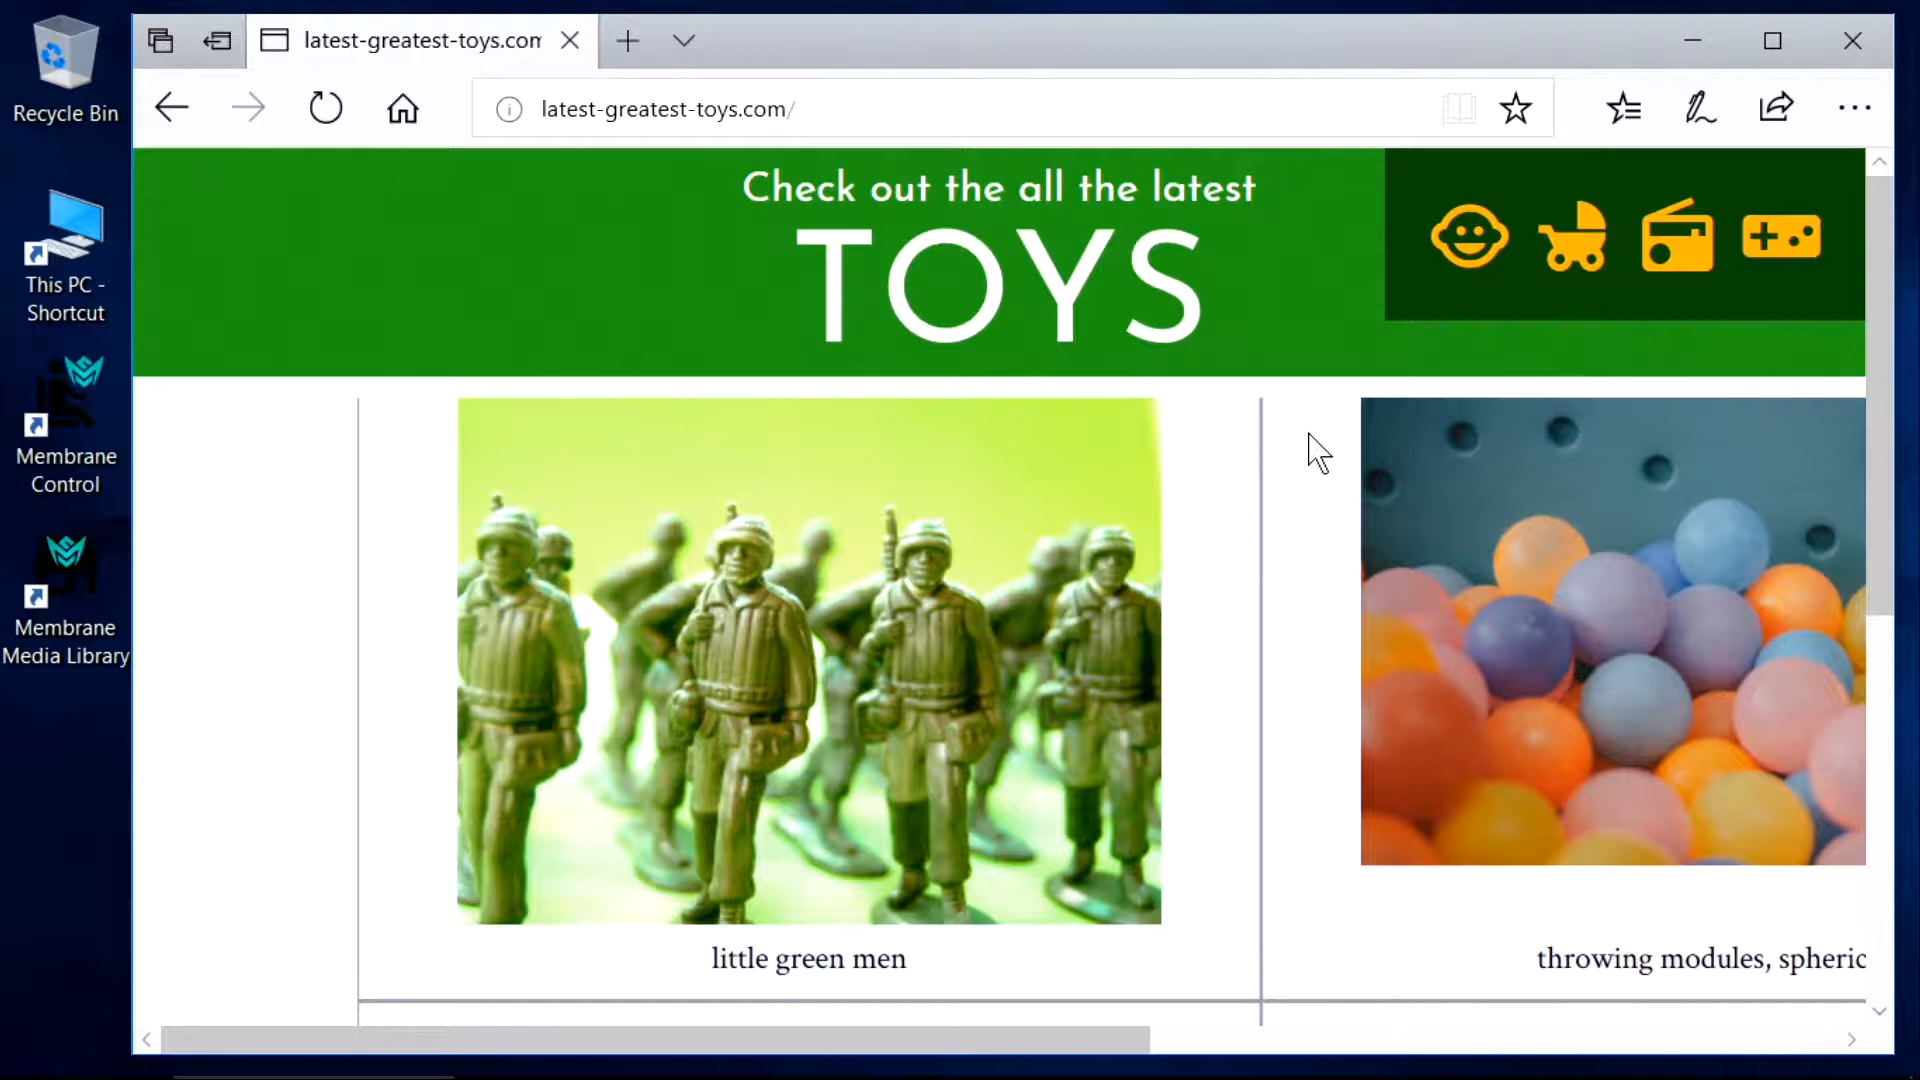 Recycle Bin
This PC -
Shortcut
Membrane
Control
Membrane
Media Library
latest-greatest-toys.com
latest-greatest-toys.com/
Check out the all the latest
TOYS
little green men
throwing modules, spheric